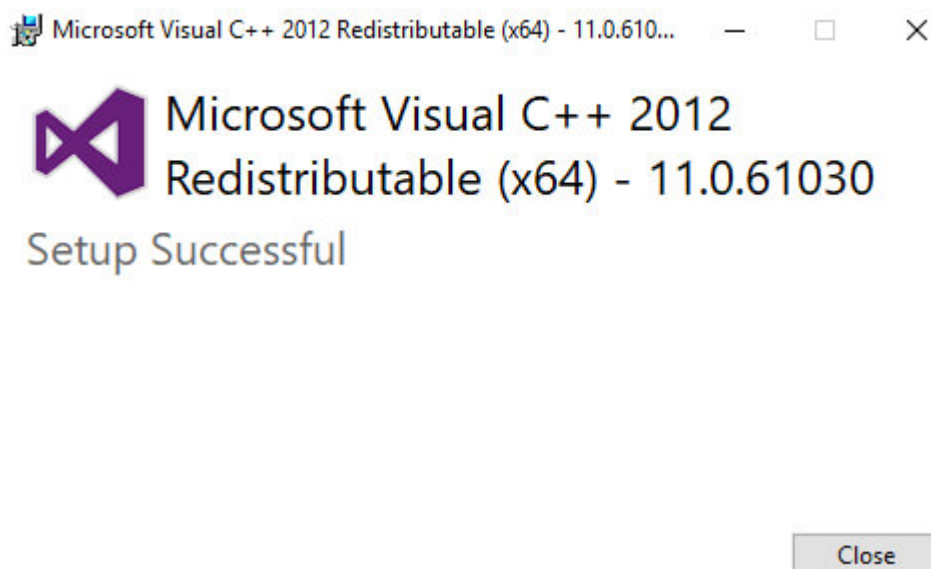 Microsoft Visual C++ 2012 Redistributable (x64) - 11.0.610...
Microsoft Visual C++ 2012
Redistributable (x64) - 11.0.61030
Setup Successful
Close